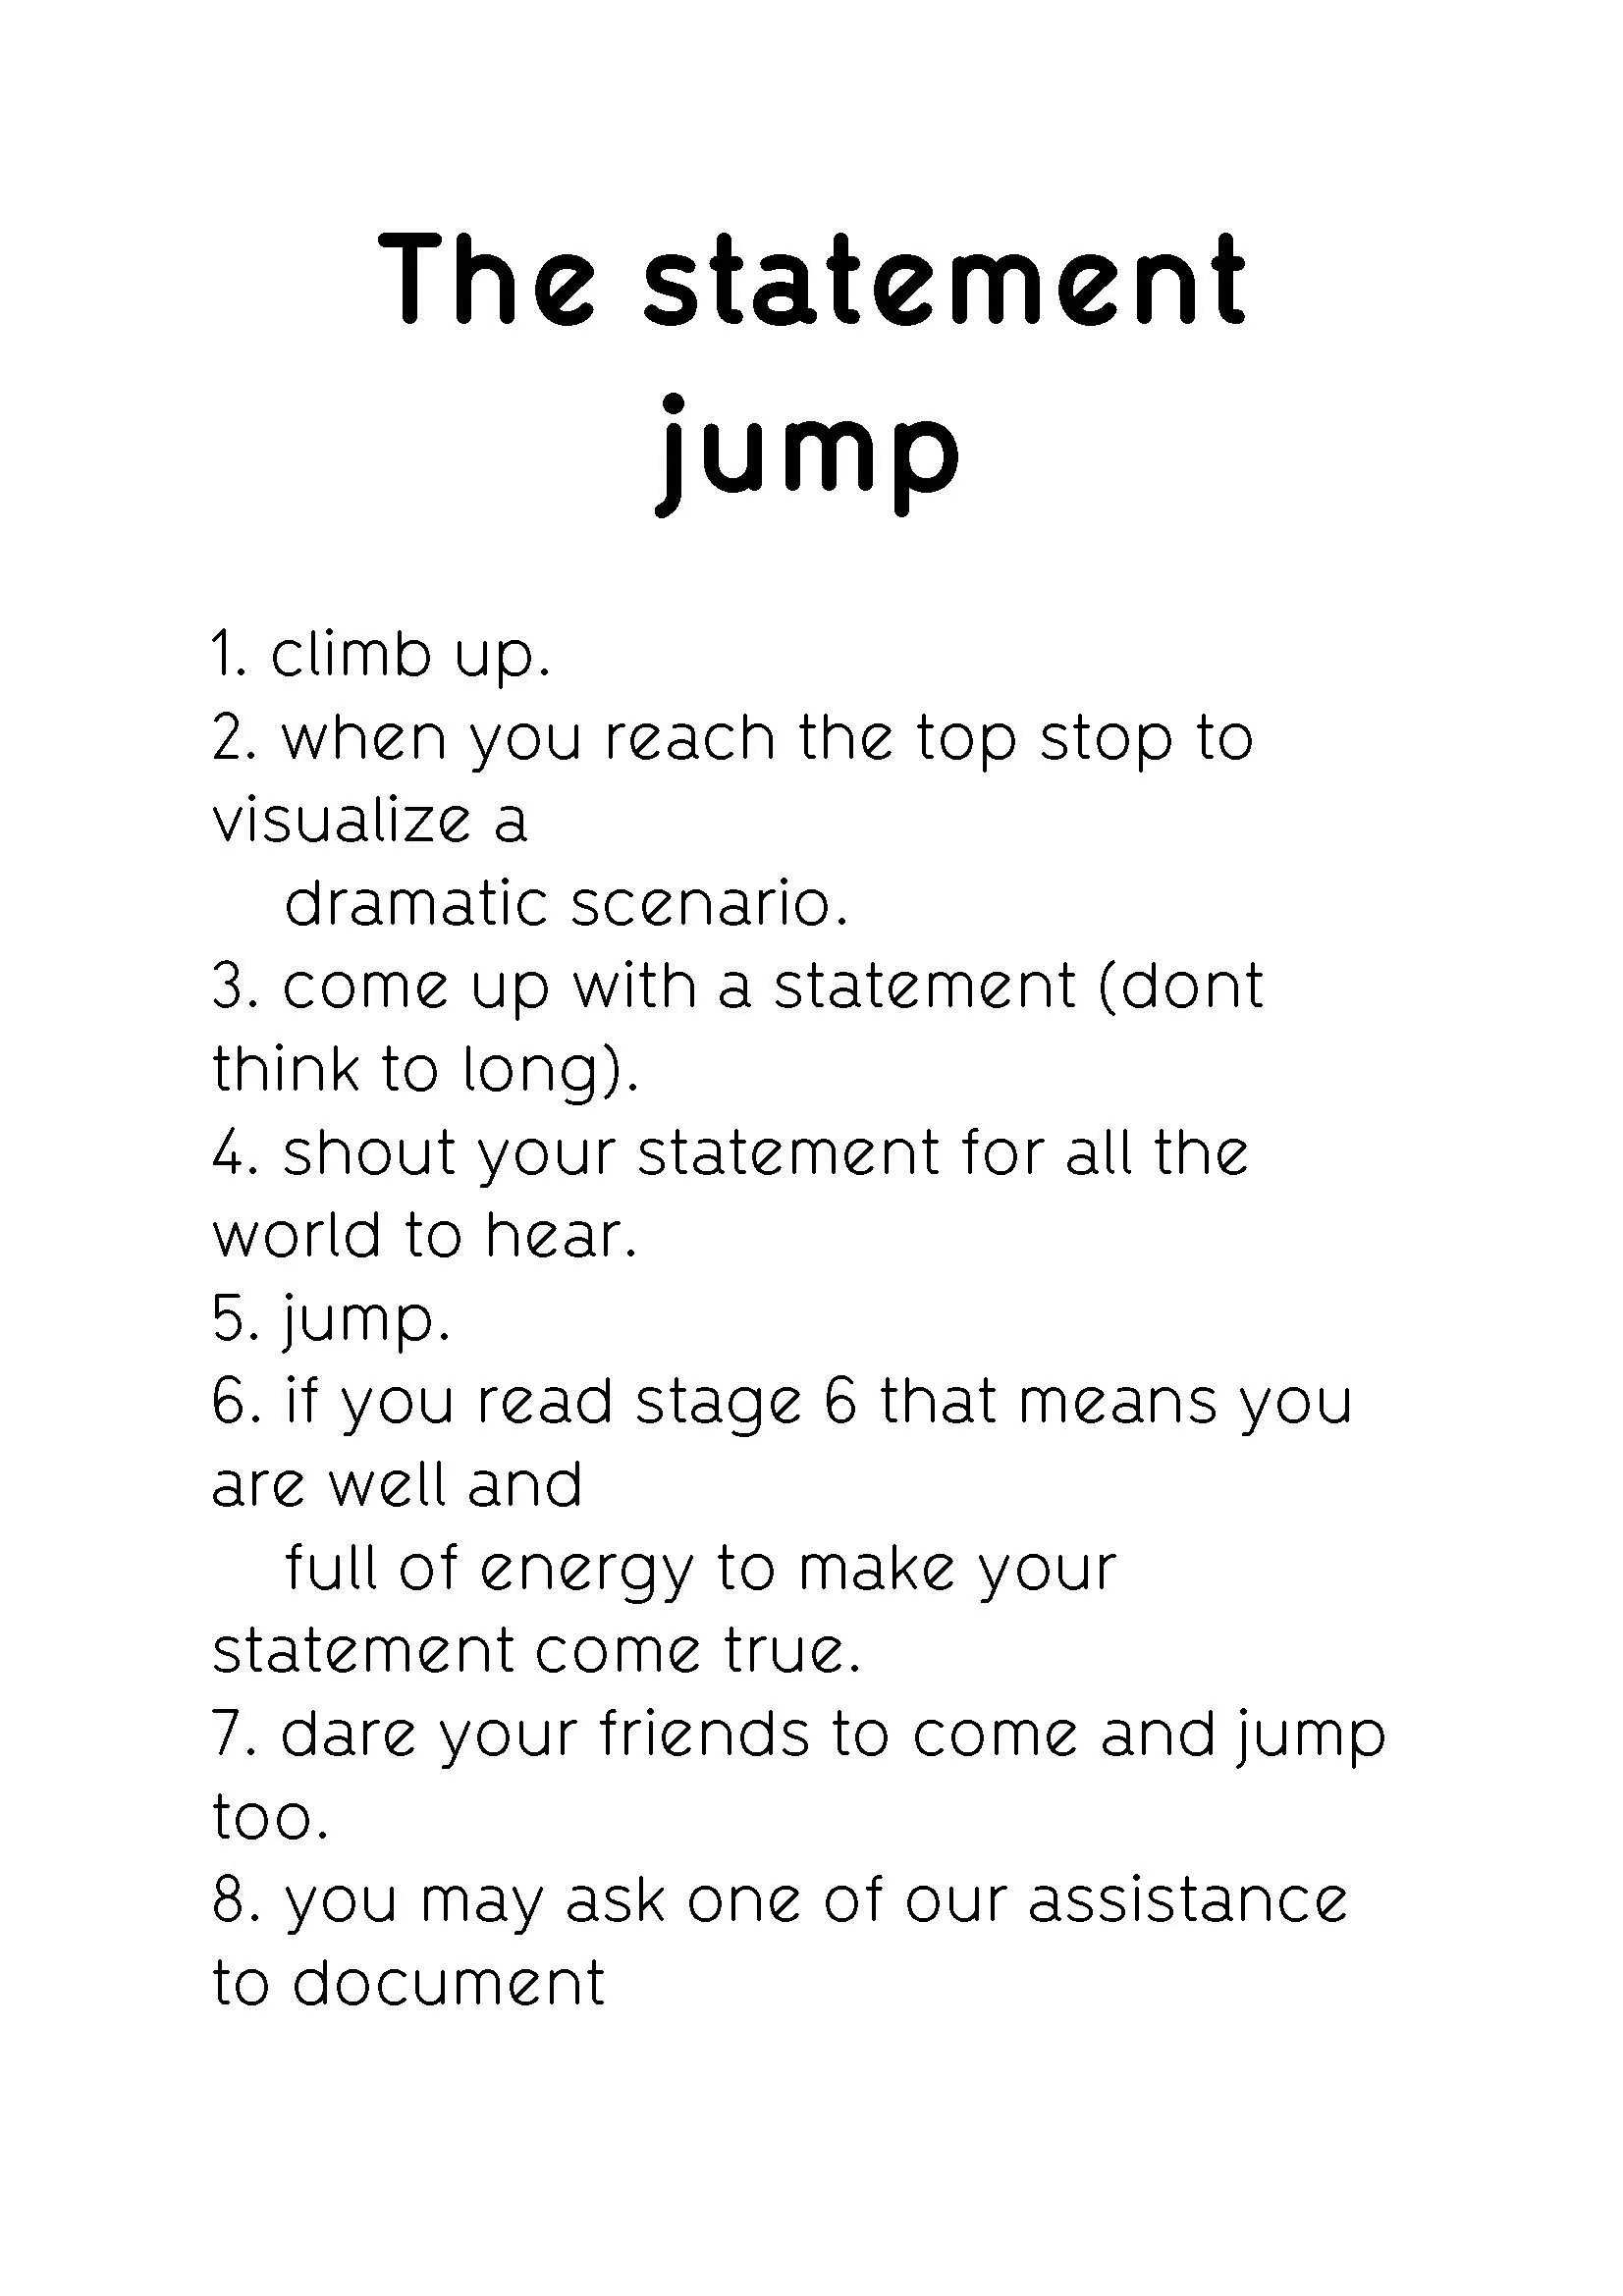 The statement
jump
1. climb up.
2. when you reach the top stop to
visualize a
dramatic scenario.
3. come up with a statement (dont
think to long).
4. shout your statement for all the
world to hear.
5. jump.
6. if you read stage 6 that means you
are well and
full of energy to make your
statement come true.
7. dare your friends to come and jump
too.
8. you may ask one of our assistance
to document